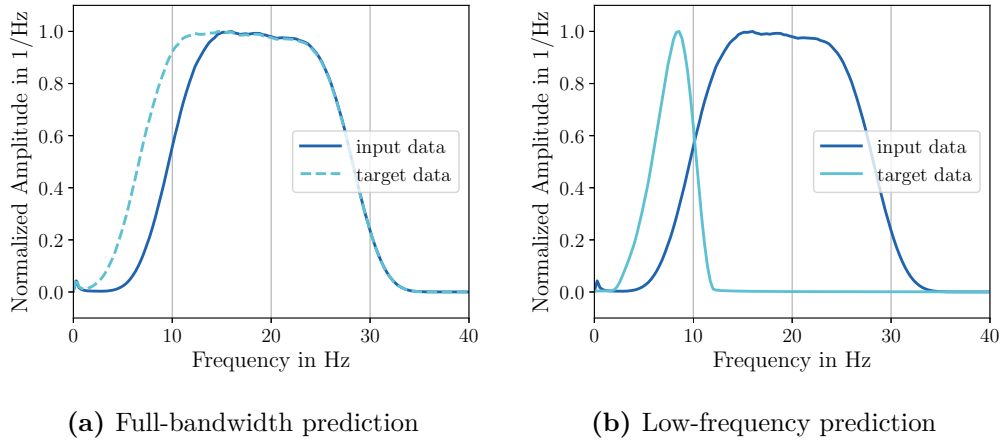 Normalized Amplitude in 1/Hz
1.0
0.8
0.6
0.4
0.2
0.0
input data
target data
0 10 20 30 40
Frequency in Hz
(a) Full-bandwidth prediction
Normalized Amplitude in 1/Hz
1.0
0.8
0.6
0.4
0.2
0.0
input data
target data
0 10 20 30 40
Frequency in Hz
(b) Low-frequency prediction